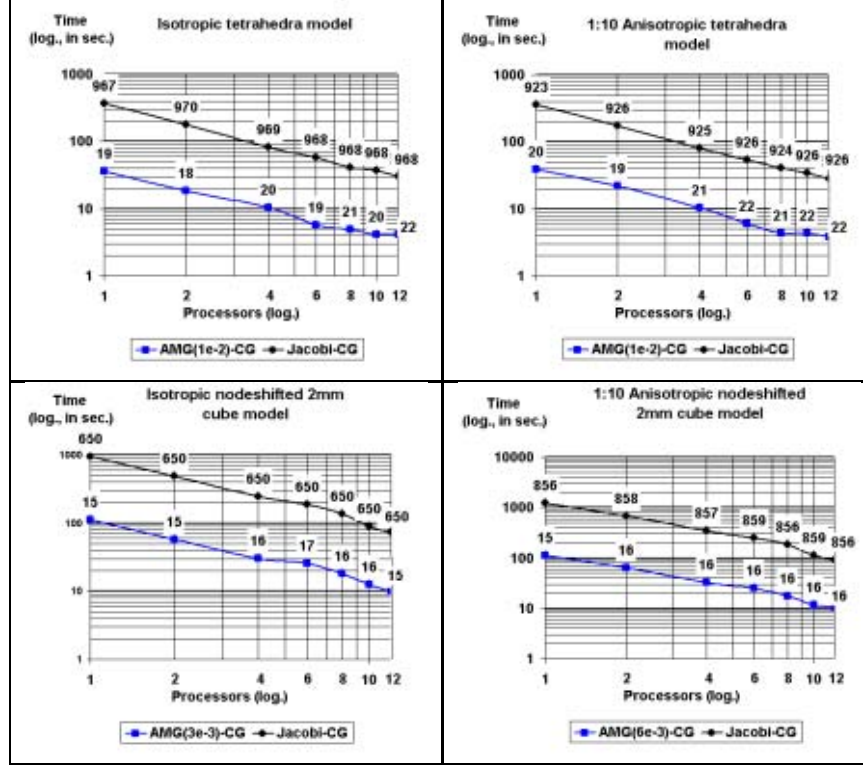 Time
(log., in sec.)
Isotropic tetrahedra model
1000
967
970
969
968
968
968
968
100
19
18
20
19
21
20
22
10
1
1 2 4 6 8 10 12
Processors (log.)
AMG(1e-2)-CG Jacobi-CG
Time
(log., in sec.)
1:10 Anisotropic tetrahedra
model
1000
923
926
925
926
924
926
926
100
20
19
21
22
21
22
22
10
1
1 2 4 6 8 10 12
Processors (log.)
AMG(1e-2)-CG Jacobi-CG
Time
(log., in sec.)
Isotropic nodeshifted 2mm
cube model
650
1000
650
650
650
650
650
650
15
100
15
16
17
16
16
15
10
1
1 2 4 6 8 10 12
Processors (log.)
AMG(3e-3)-CG Jacobi-CG
Time
(log., in sec.)
1:10 Anisotropic nodeshifted
2mm cube model
10000
856
1000
858
857
859
856
859
856
15
100
16
16
16
16
16
16
10
1
1 2 4 6 8 10 12
Processors (log.)
AMG(6e-3)-CG Jacobi-CG